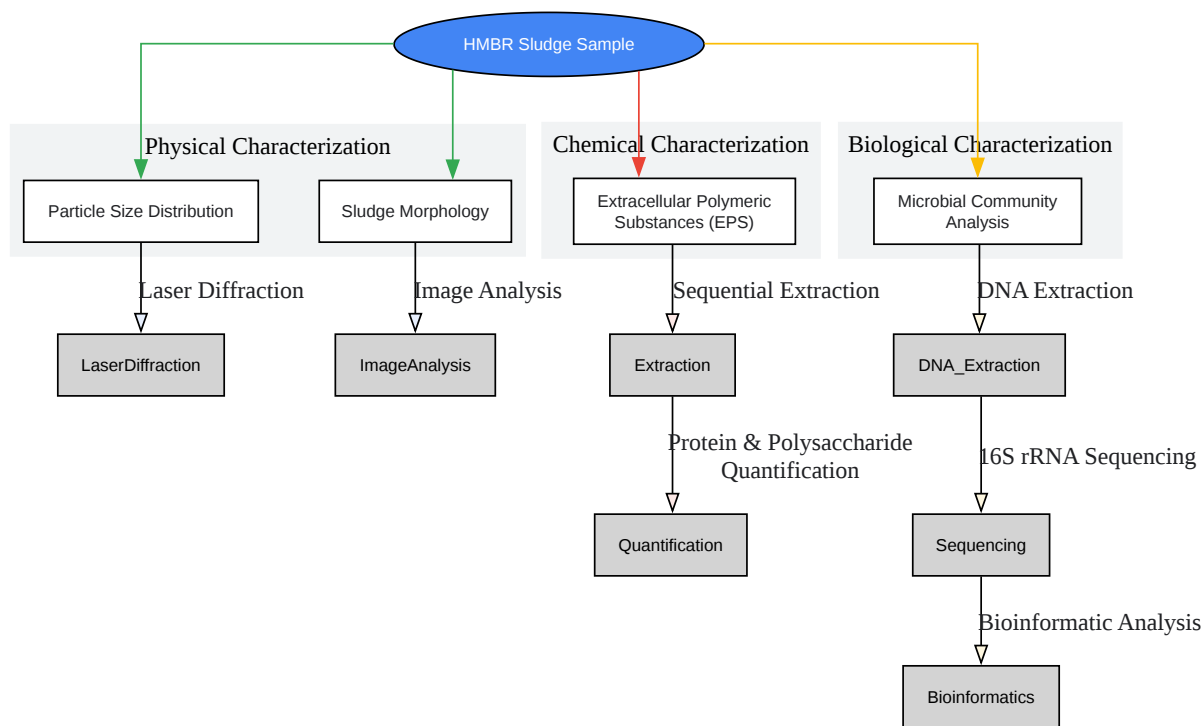 HMBR Sludge Sample
Physical Characterization
Chemical Characterization
Biological Characterization
Particle Size Distribution
Sludge Morphology
Extracellular Polymeric
Substances (EPS)
Microbial Community
Analysis
Laser Diffraction
Image Analysis
Sequential Extraction
DNA Extraction
LaserDiffraction
ImageAnalysis
Extraction
DNA_Extraction
Protein & Polysaccharide
Quantification
16S rRNA Sequencing
Quantification
Sequencing
Bioinformatic Analysis
Bioinformatics